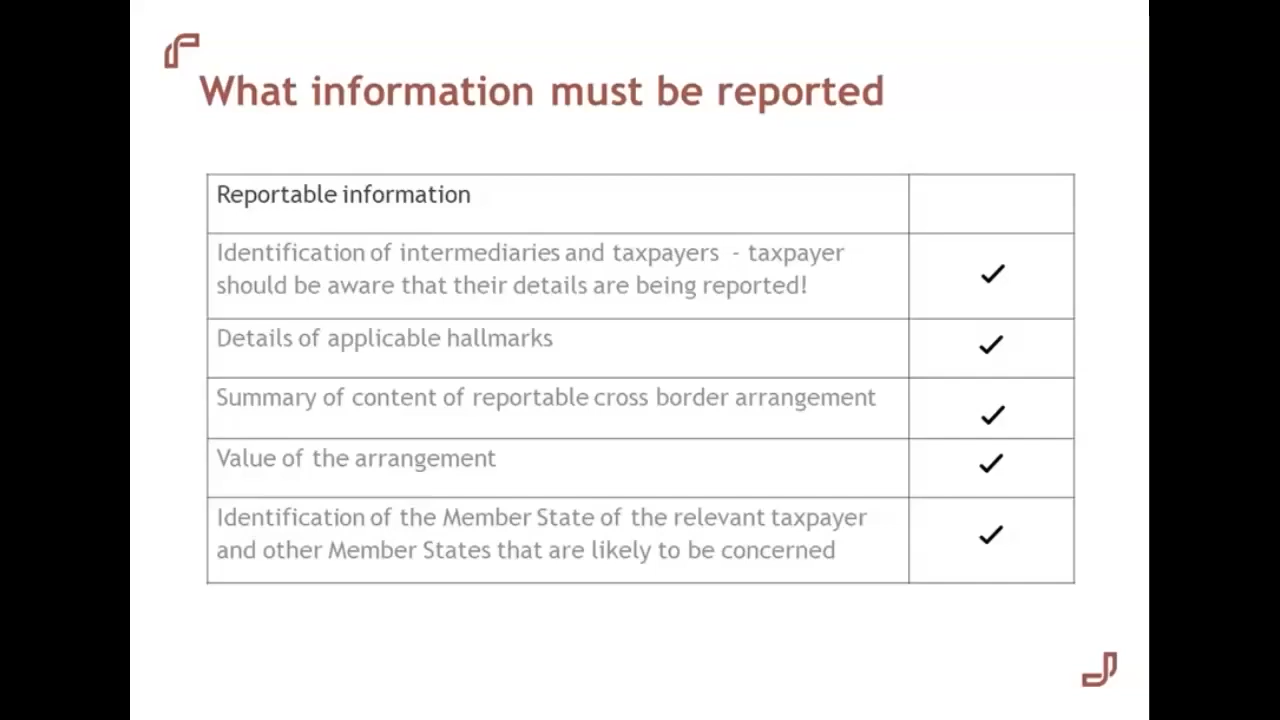 What information must be reported
Reportable information
Identification of intermediaries and taxpayers - taxpayer
should be aware that their details are being reported!
Details of applicable hallmarks
Summary of content of reportable cross border arrangement
Value of the arrangement
Identification of the Member State of the relevant taxpayer
and other Member States that are likely to be concerned